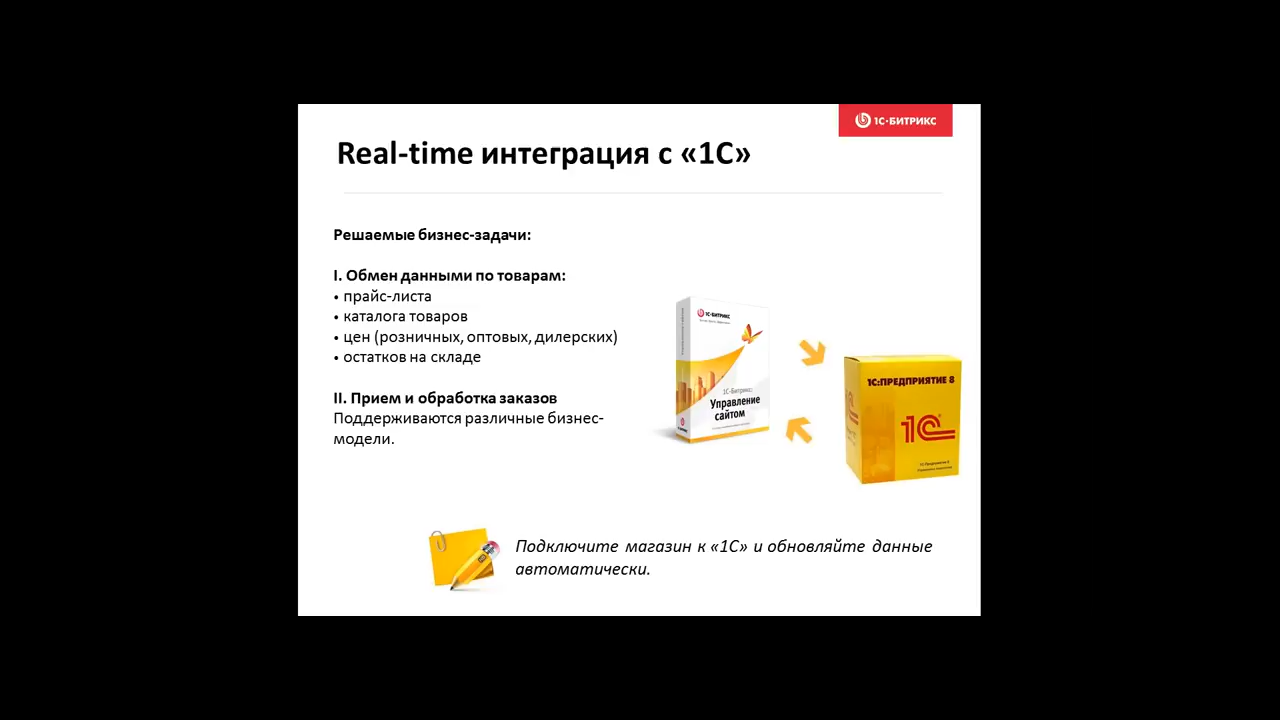 1С-БИТРИКС
Real-time интеграция с «1С»
Решаемые бизнес-задачи:
I. Обмен данными по товарам:
• прайс-листа
• каталога товаров
• цен (розничных, оптовых, дилерских)
• остатков на складе
II. Прием и обработка заказов
Поддерживаются различные бизнес-
модели.
1С-БИТРИКС
1С-Битрикс:
Управление
сайтом
1С:ПРЕДПРИЯТИЕ 8
1С
Подключите магазин к «1С» и обновляйте данные
автоматически.